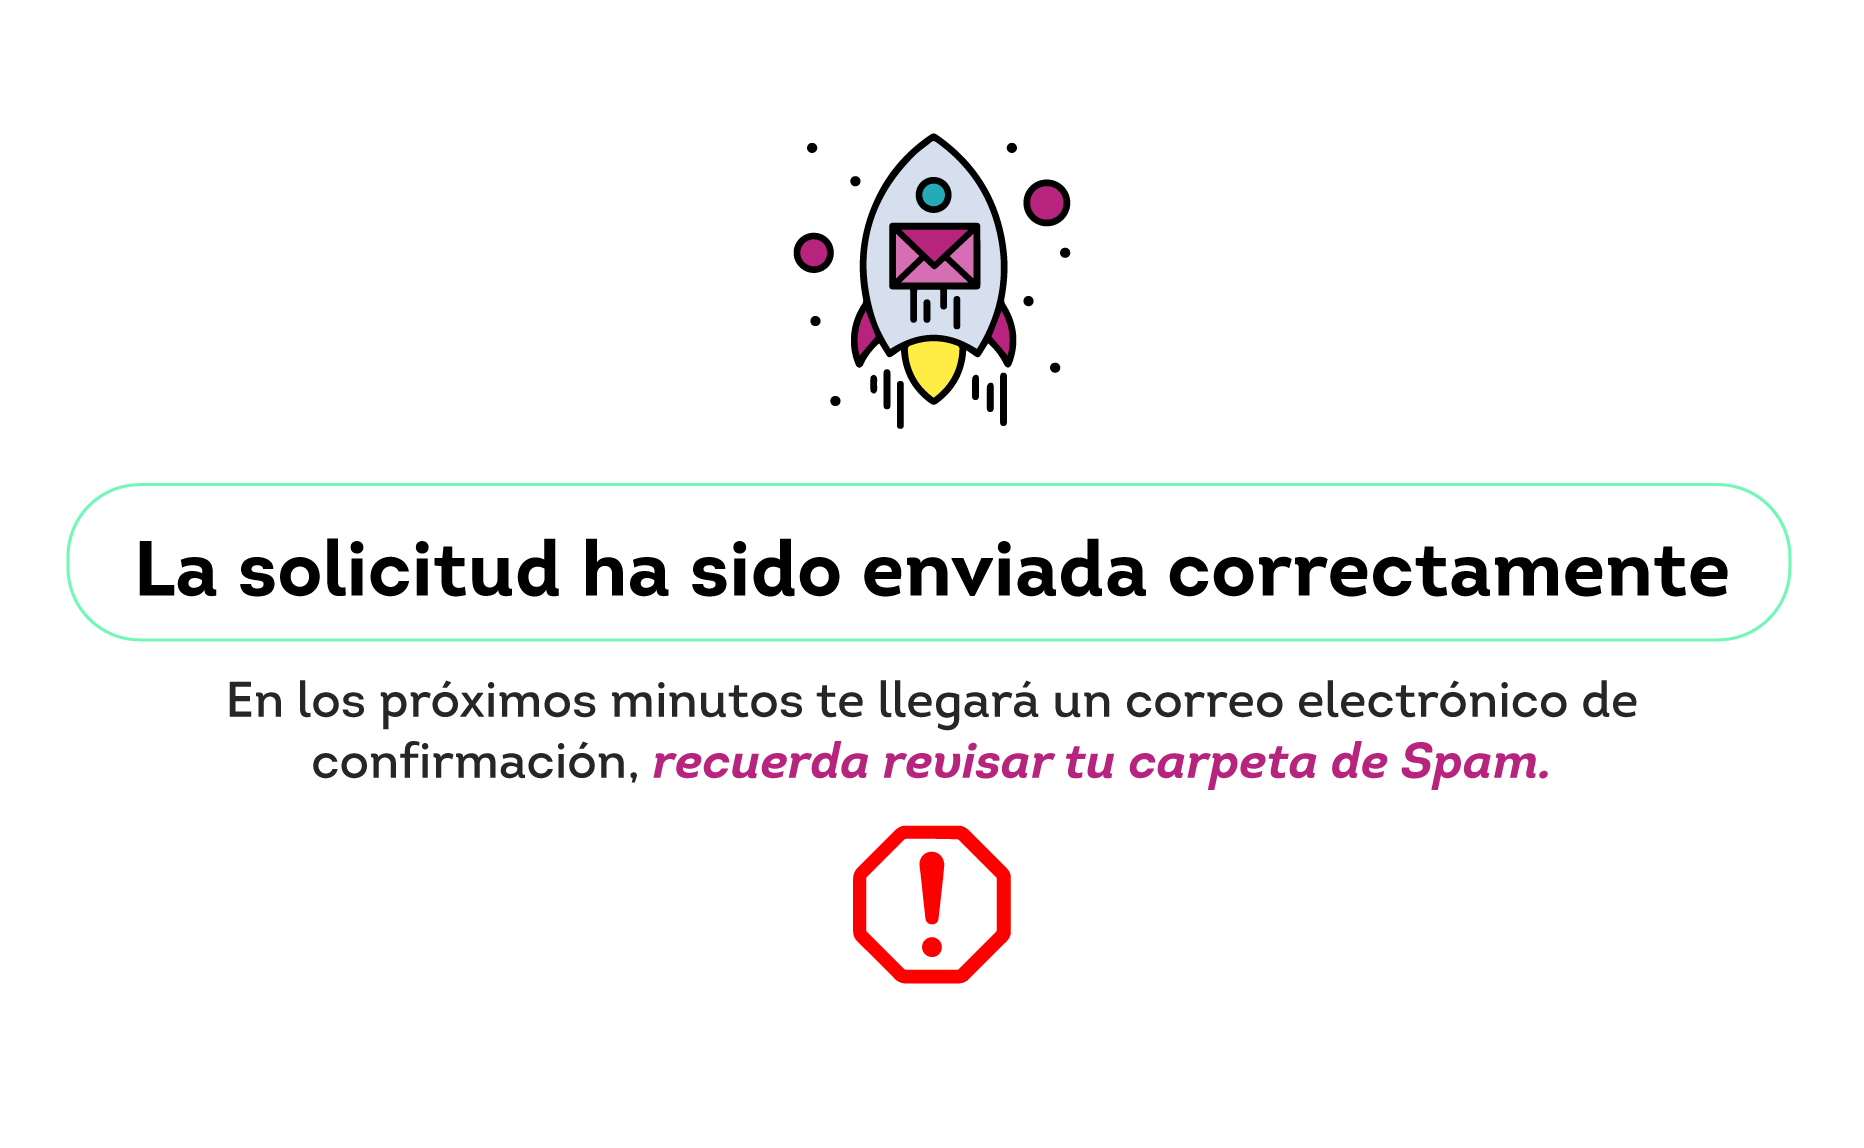 La solicitud ha sido enviada correctamente
En los próximos minutos te llegará un correo electrónico de
confirmación, recuerda revisar tu carpeta de Spam.